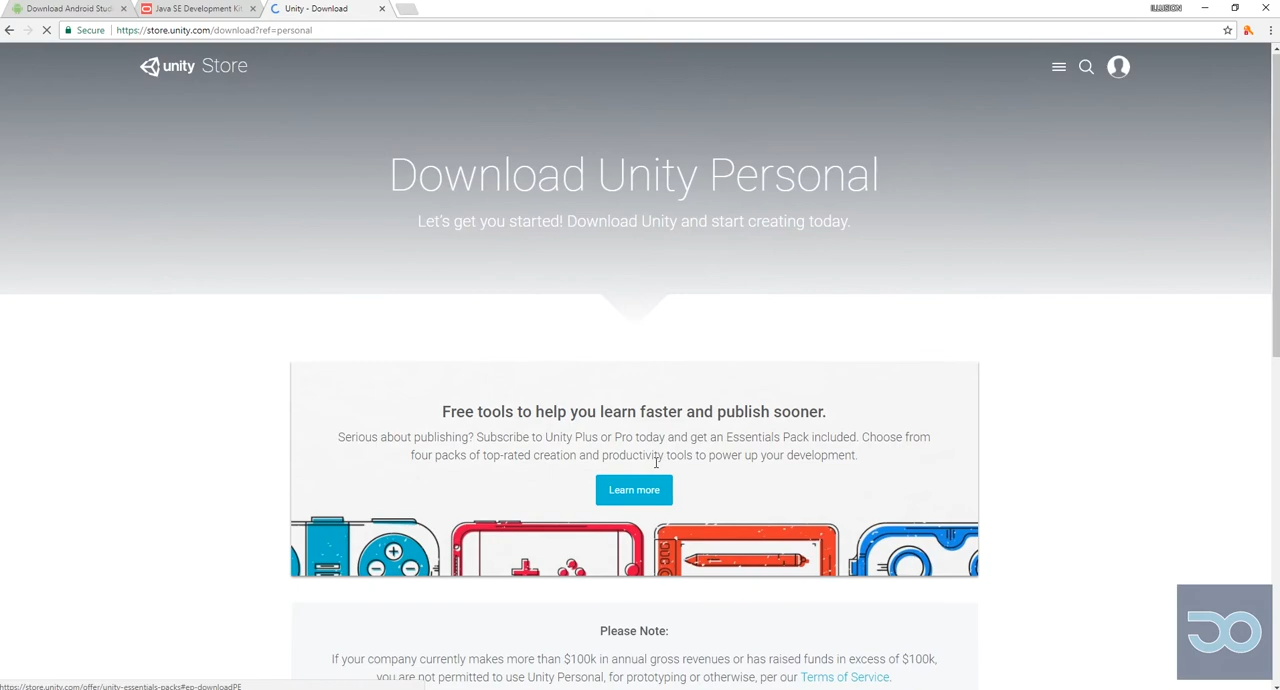 Download Android Stud
Java SE Development Ki
Unity - Download
ILLUSION
Secure
https://store.unity.com/download?ref=personal
unity Store
Download Unity Personal
Let's get you started! Download Unity and start creating today.
Free tools to help you learn faster and publish sooner.
Serious about publishing? Subscribe to Unity Plus or Pro today and get an Essentials Pack included. Choose from
four packs of top-rated creation and productivity tools to power up your development.
Learn more
Please Note:
If your company currently makes more than $100k in annual gross revenues or has raised funds in excess of $100k,
you are not permitted to use Unity Personal, for prototyping or otherwise, per our Terms of Service.
https://store.unity.com/offer/unity-essentials-packs#ep-downloadPE